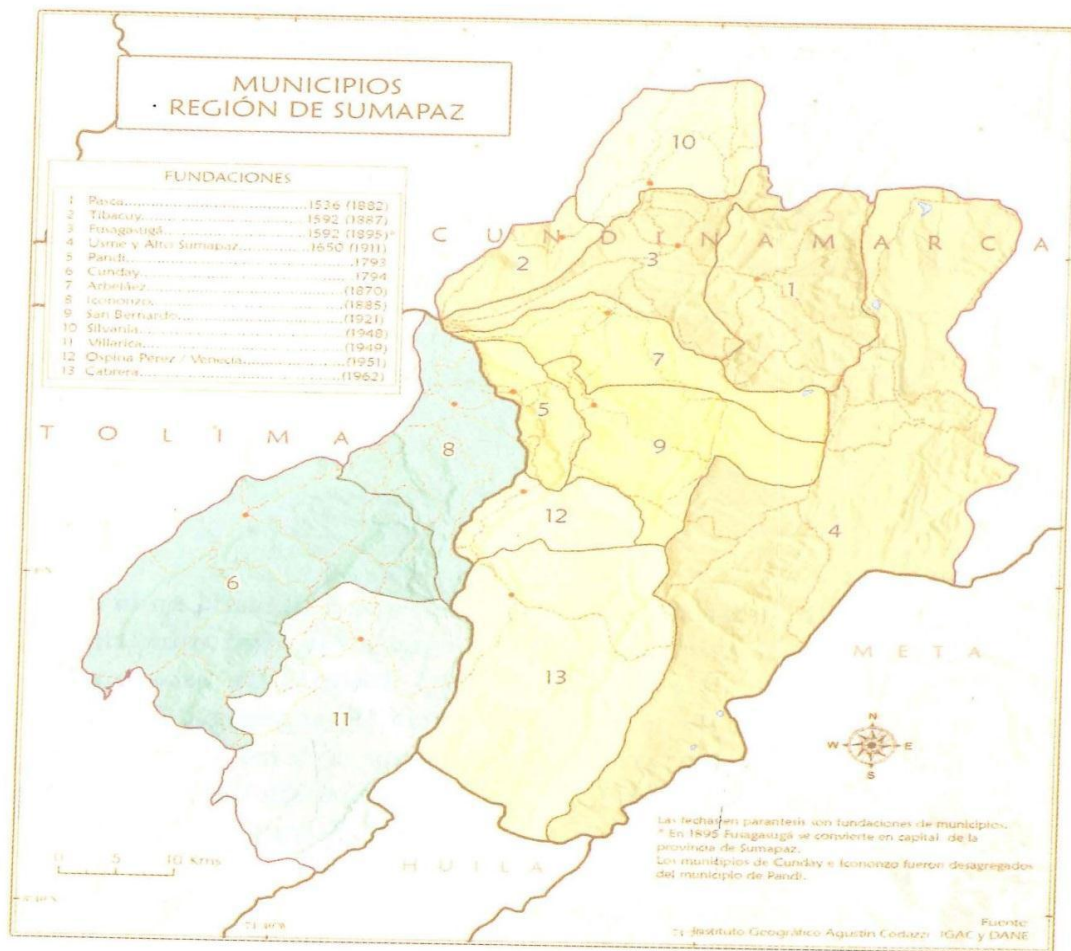 MUNICIPIOS
REGIÓN DE SUMAPAZ
FUNDACIONES
1 Pasca 1536 (1882)
2 Tibacuy 1592 (1887)
3 Fusagasugá 1592 (1895)*
4 Usme y Alto Sumapaz 1650 (1911)
5 Pandi 1793
6 Cunday 1794
7 Arbeláez (1870)
8 Icononzo (1885)
9 San Bernardo (1921)
10 Silvania (1948)
11 Villarica (1949)
12 Ospina Pérez / Venecia (1951)
13 Cabrera (1962)
CUNDINAMARCA
TOLIMA
META
HUILA
10
2
3
1
7
5
8
9
12
4
6
13
11
N
W E
S
0 5 10 Kms
Las fechas en paréntesis son fundaciones de municipios.
* En 1895 Fusagasugá se convierte en capital de la
provincia de Sumapaz.
Los municipios de Cunday e Icononzo fueron desagregados
del municipio de Pandi.
Fuente
Instituto Geográfico Agustín Codazzi IGAC y DANE